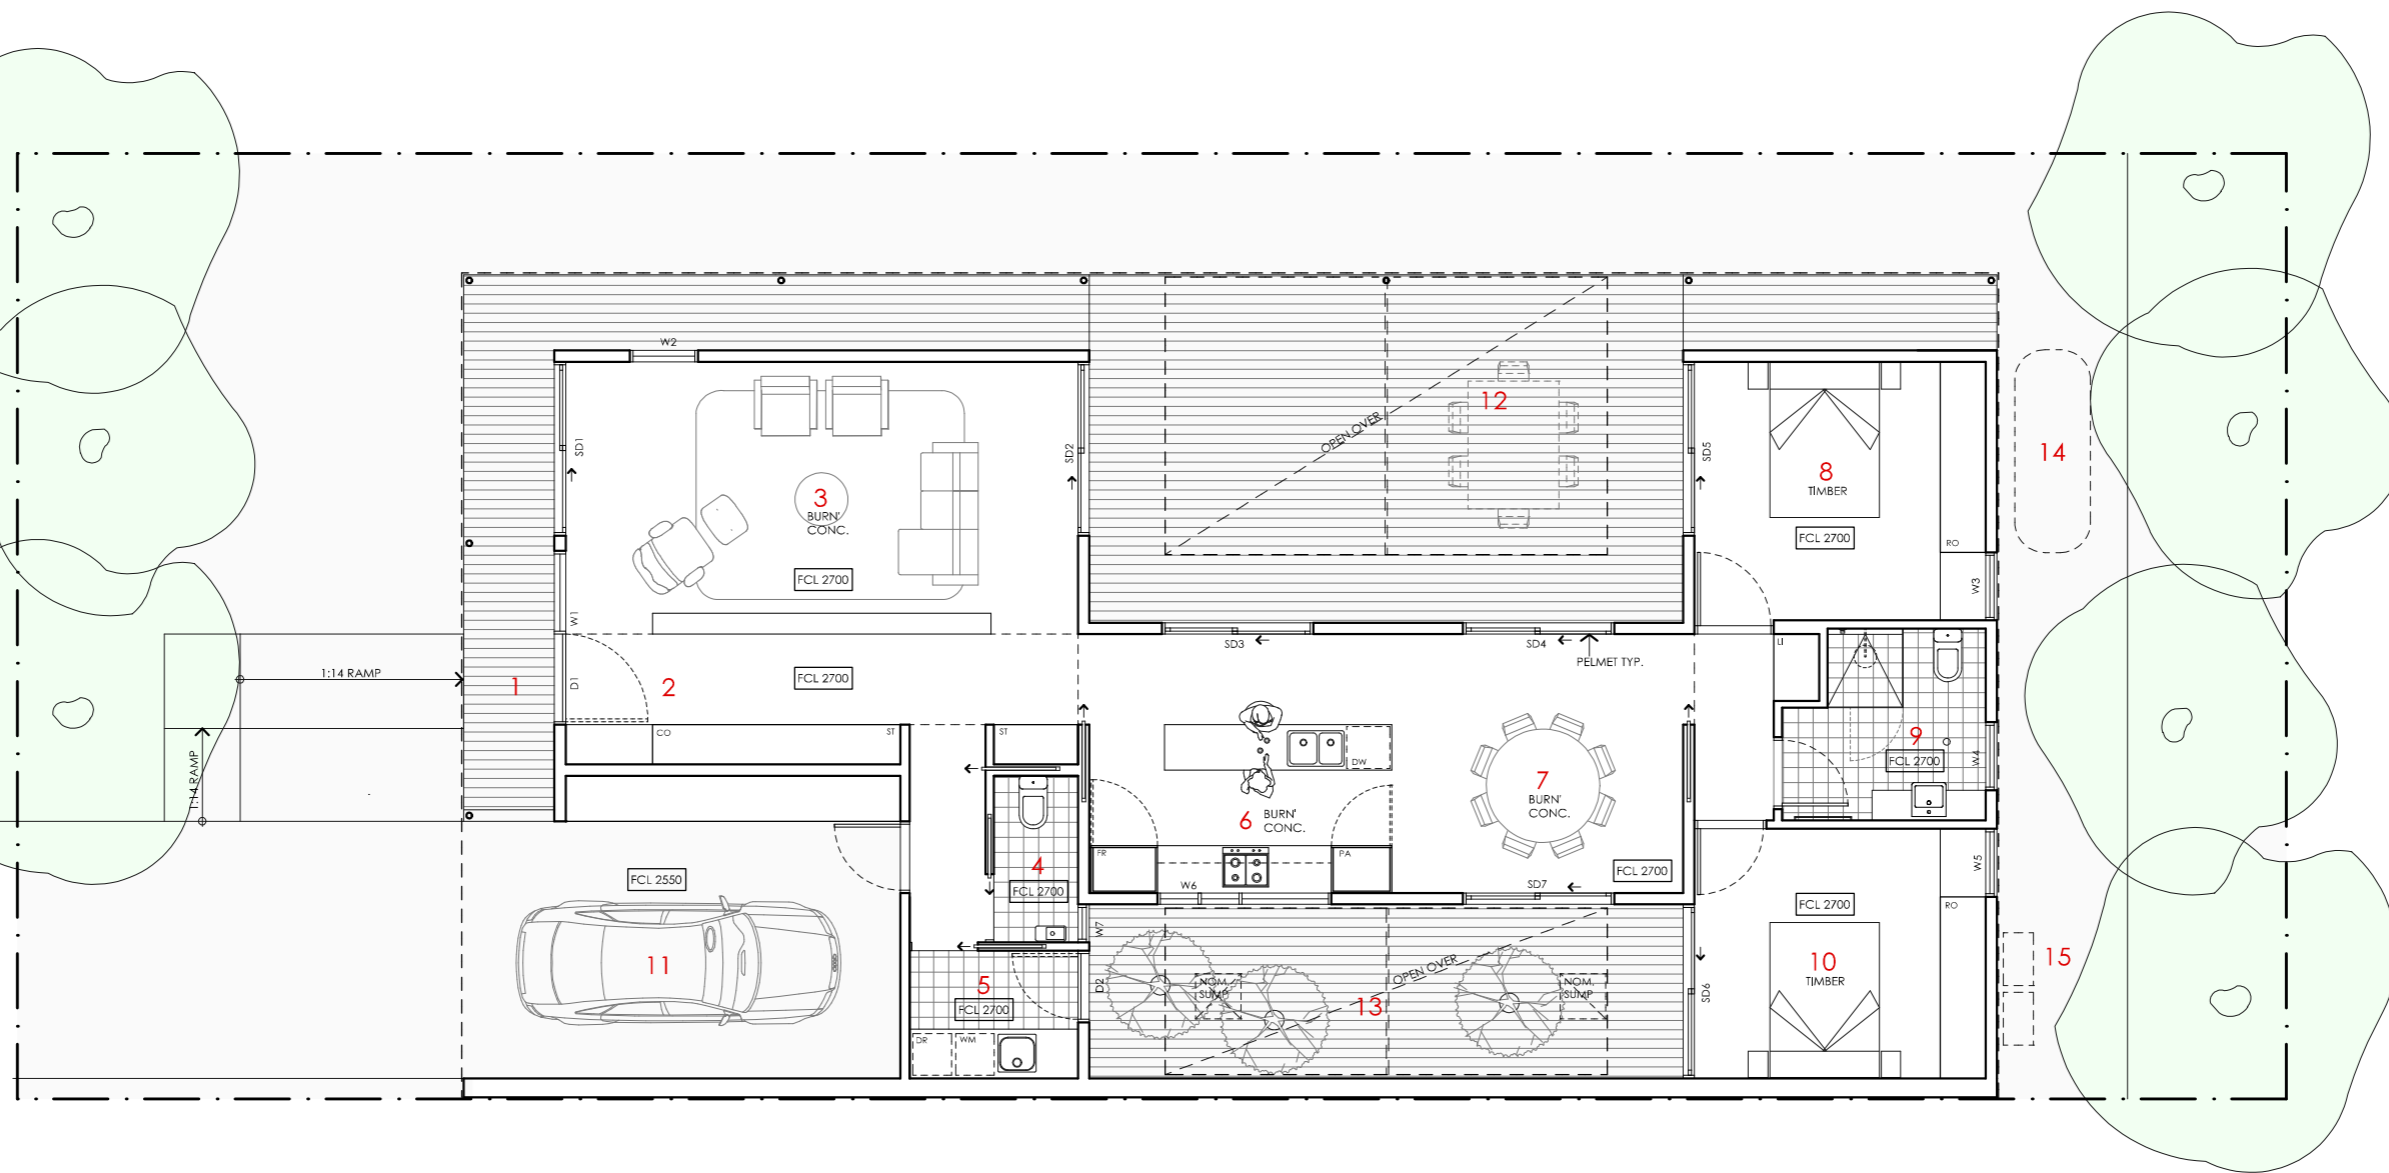 W2
SD1
SD2
3
BURN'
CONC.
FCL 2700
W1
OPEN OVER
12
SD5
8
TIMBER
FCL 2700
RO
W3
14
1:14 RAMP
1:14 RAMP
1
D1
2
FCL 2700
CO
ST
ST
SD3
SD4
PELMET TYP.
LI
9
FCL 2700
W4
DW
6
BURN'
CONC.
7
BURN'
CONC.
FCL 2700
FR
PA
W6
SD7
4
FCL 2700
W7
FCL 2550
11
5
FCL 2700
D2
DR
WM
NOM.
SUMP
OPEN OVER
13
NOM.
SUMP
SD6
FCL 2700
10
TIMBER
RO
W5
15